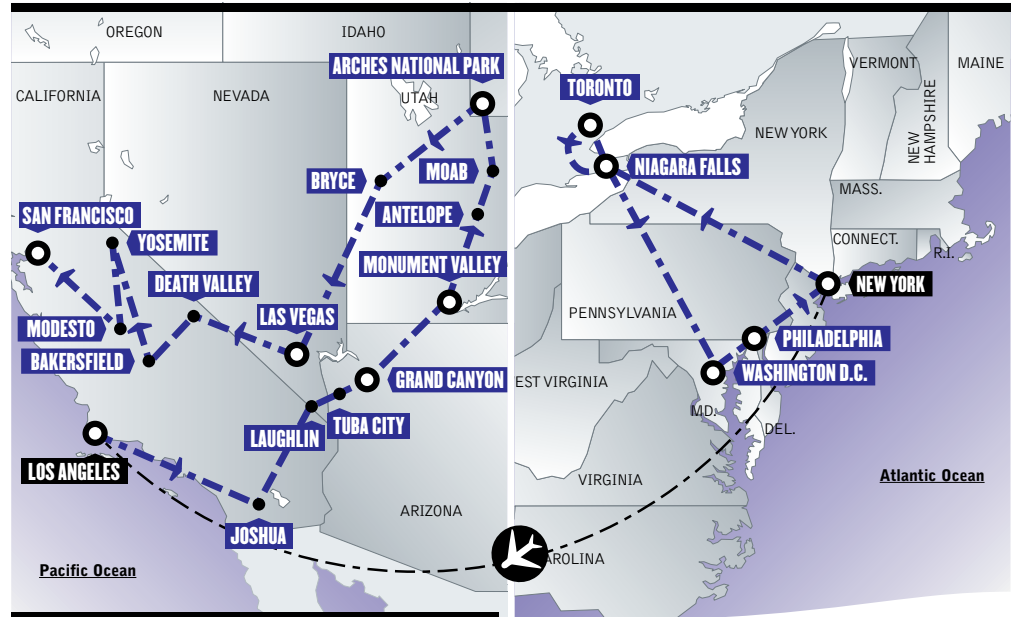 OREGON
IDAHO
ARCHES NATIONAL PARK
CALIFORNIA
NEVADA
UTAH
MOAB
BRYCE
ANTELOPE
SAN FRANCISCO
YOSEMITE
MONUMENT VALLEY
DEATH VALLEY
LAS VEGAS
MODESTO
BAKERSFIELD
GRAND CANYON
TUBA CITY
LAUGHLIN
LOS ANGELES
ARIZONA
JOSHUA
Pacific Ocean
VERMONT
MAINE
TORONTO
NEW YORK
NEW
HAMPSHIRE
NIAGARA FALLS
MASS.
CONNECT.
R.I.
NEW YORK
PENNSYLVANIA
PHILADELPHIA
WASHINGTON D.C.
EST VIRGINIA
MD.
DEL.
VIRGINIA
Atlantic Ocean
AROLINA